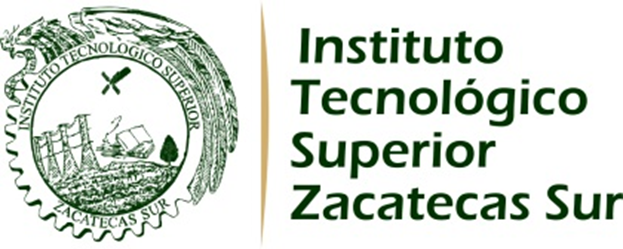 INSTITUTO TECNOLÓGICO SUPERIOR
ZACATECAS SUR
Instituto
Tecnológico
Superior
Zacatecas Sur